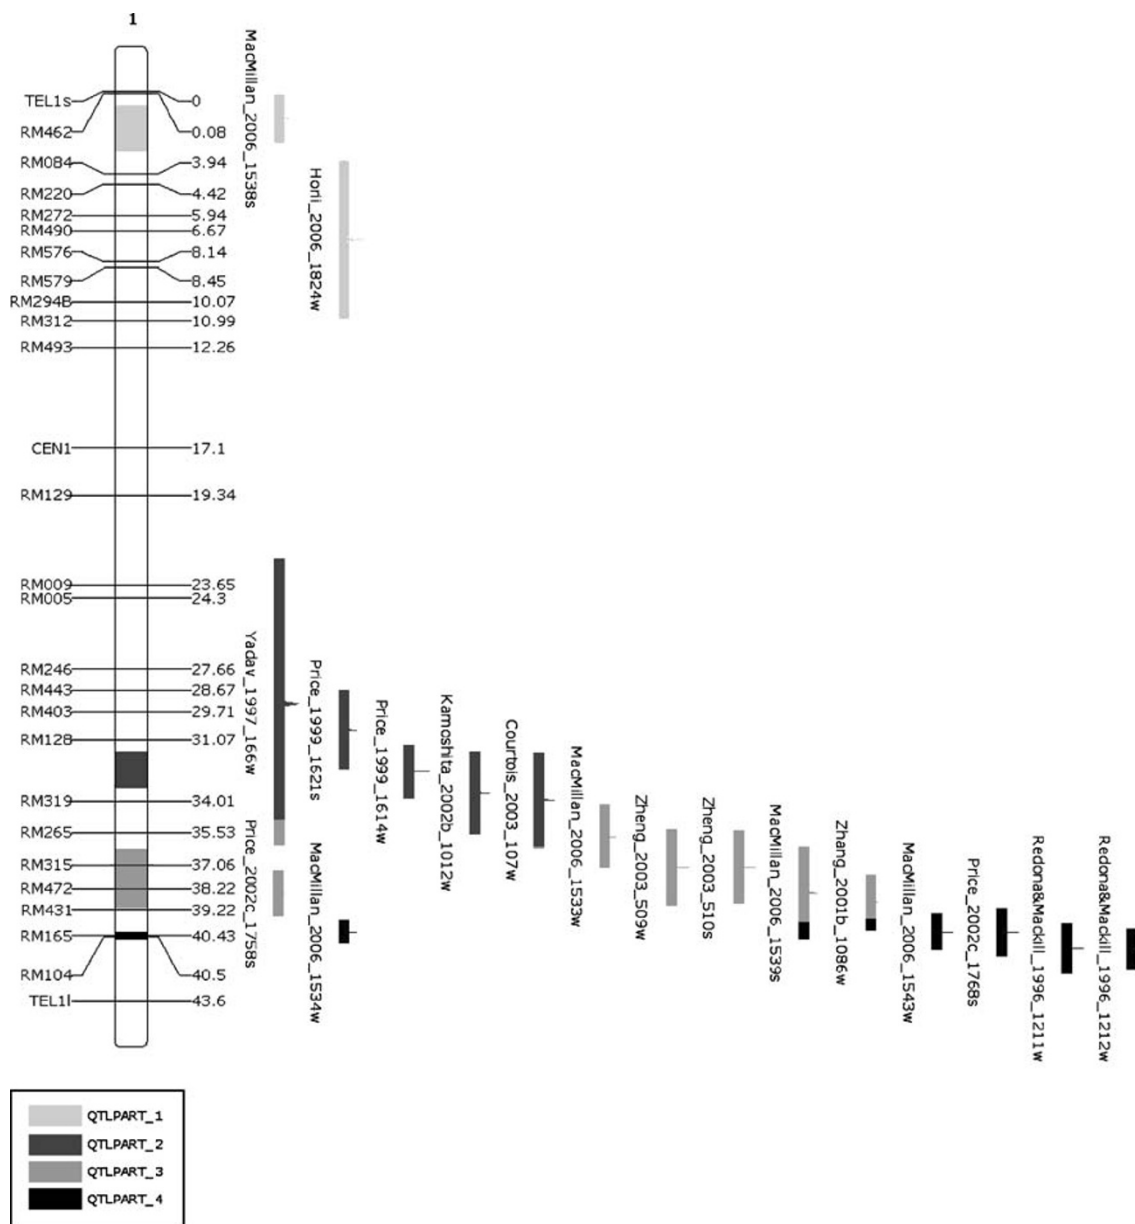 1
TEL1s 0
RM462 0.08
RM084 3.94
RM220 4.42
RM272 5.94
RM490 6.67
RM576 8.14
RM579 8.45
RM294B 10.07
RM312 10.99
RM493 12.26
CEN1 17.1
RM129 19.34
RM009 23.65
RM005 24.3
RM246 27.66
RM443 28.67
RM403 29.71
RM128 31.07
RM319 34.01
RM265 35.53
RM315 37.06
RM472 38.22
RM431 39.22
RM165 40.43
RM104 40.5
TEL1l 43.6
MacMillan_2006_1538s
Horii_2006_1824w
Yadav_1997_166w
Price_2002c_1758s
Price_1999_1621s
MacMillan_2006_1534w
Price_1999_1614w
Kamoshita_2002b_1012w
Courtois_2003_107w
MacMillan_2006_1533w
Zheng_2003_509w
Zheng_2003_510s
MacMillan_2006_1539s
Zhang_2001b_1086w
MacMillan_2006_1543w
Price_2002c_1768s
Redona&Mackill_1996_1211w
Redona&Mackill_1996_1212w
QTLPART_1
QTLPART_2
QTLPART_3
QTLPART_4